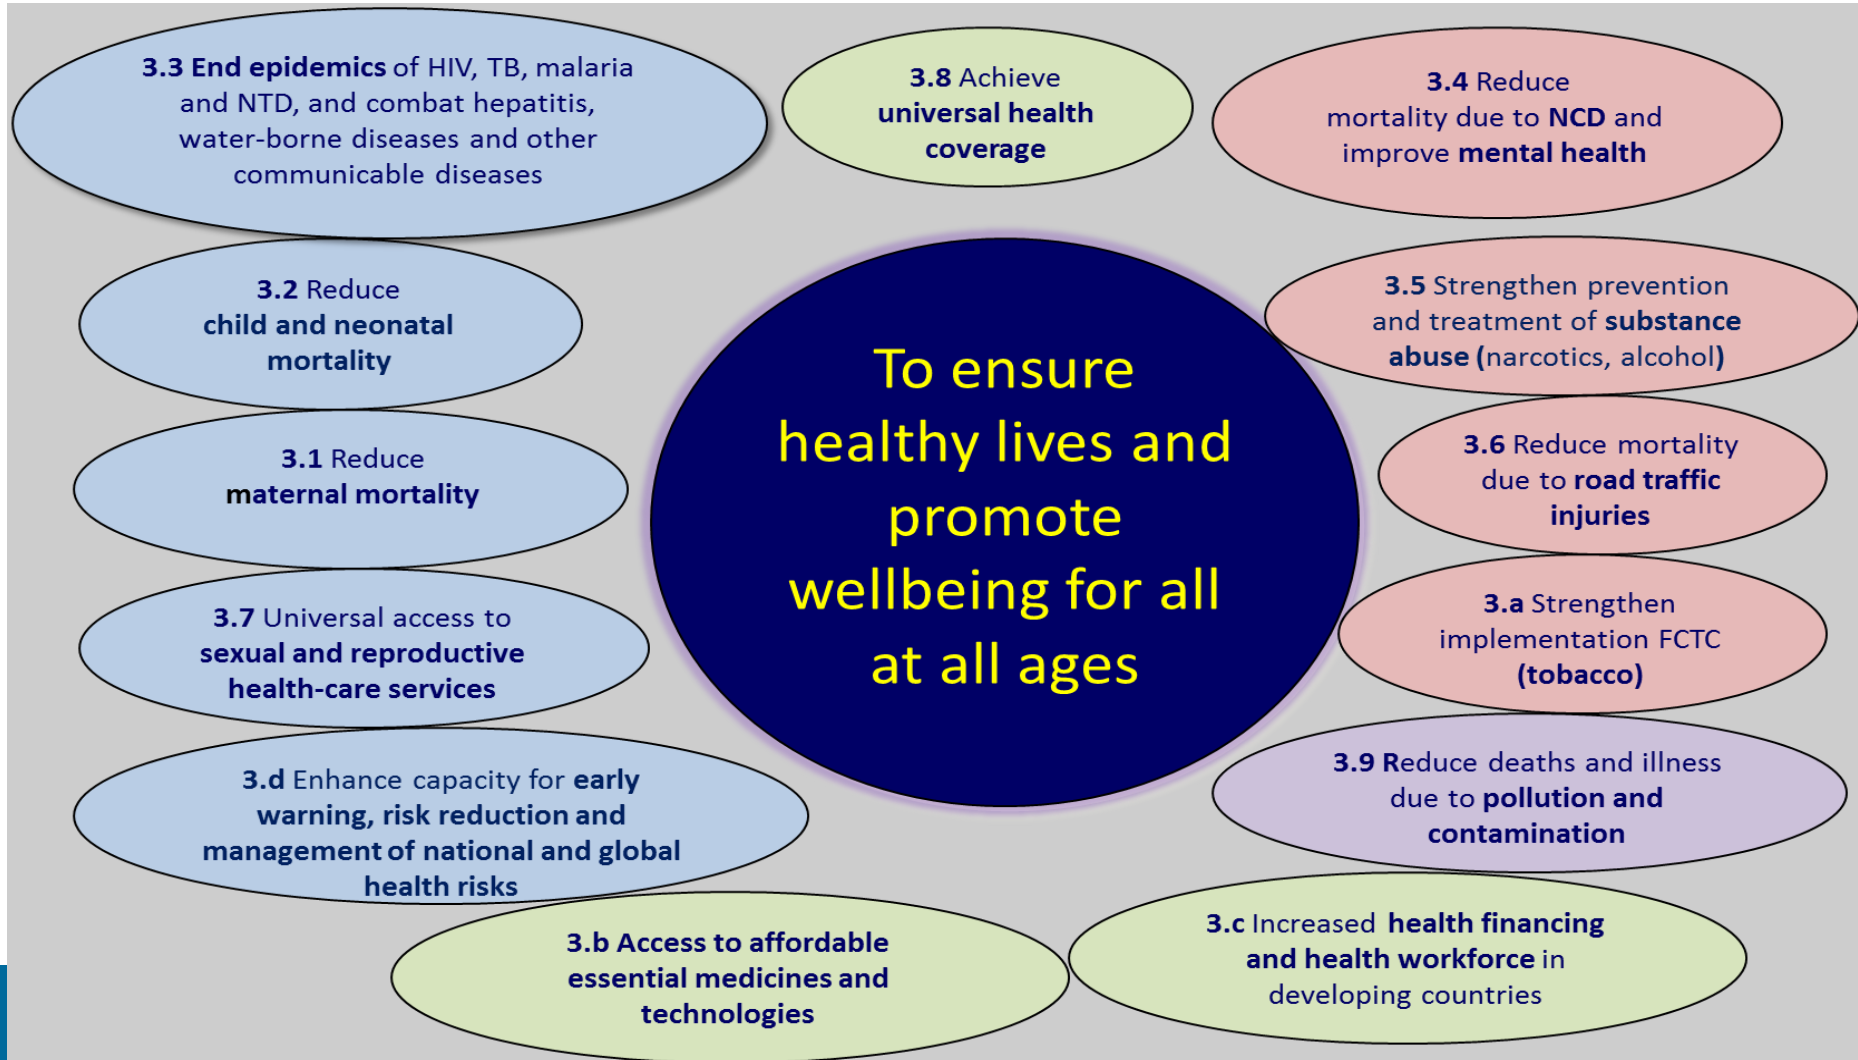 3.3 End epidemics of HIV, TB, malaria
and NTD, and combat hepatitis,
water-borne diseases and other
communicable diseases
3.8 Achieve
universal health
coverage
3.4 Reduce
mortality due to NCD and
improve mental health
3.2 Reduce
child and neonatal
mortality
3.5 Strengthen prevention
and treatment of substance
abuse (narcotics, alcohol)
To ensure
healthy lives and
promote
wellbeing for all
at all ages
3.1 Reduce
maternal mortality
3.6 Reduce mortality
due to road traffic
injuries
3.7 Universal access to
sexual and reproductive
health-care services
3.a Strengthen
implementation FCTC
(tobacco)
3.d Enhance capacity for early
warning, risk reduction and
management of national and global
health risks
3.9 Reduce deaths and illness
due to pollution and
contamination
3.b Access to affordable
essential medicines and
technologies
3.c Increased health financing
and health workforce in
developing countries